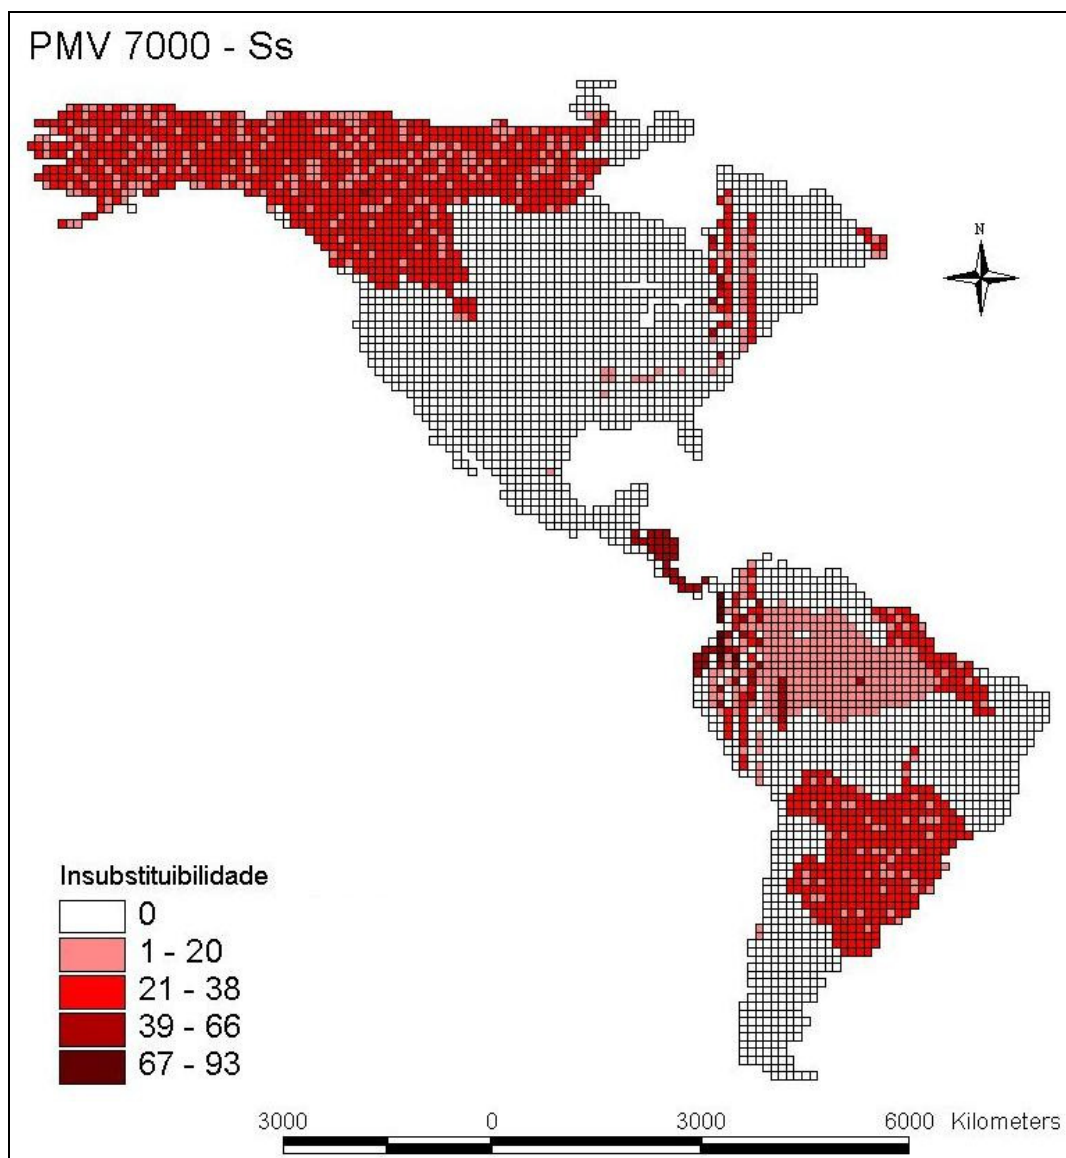 PMV 7000 - Ss
N
Insubstituibilidade
0
1 - 20
21 - 38
39 - 66
67 - 93
3000 0 3000 6000 Kilometers